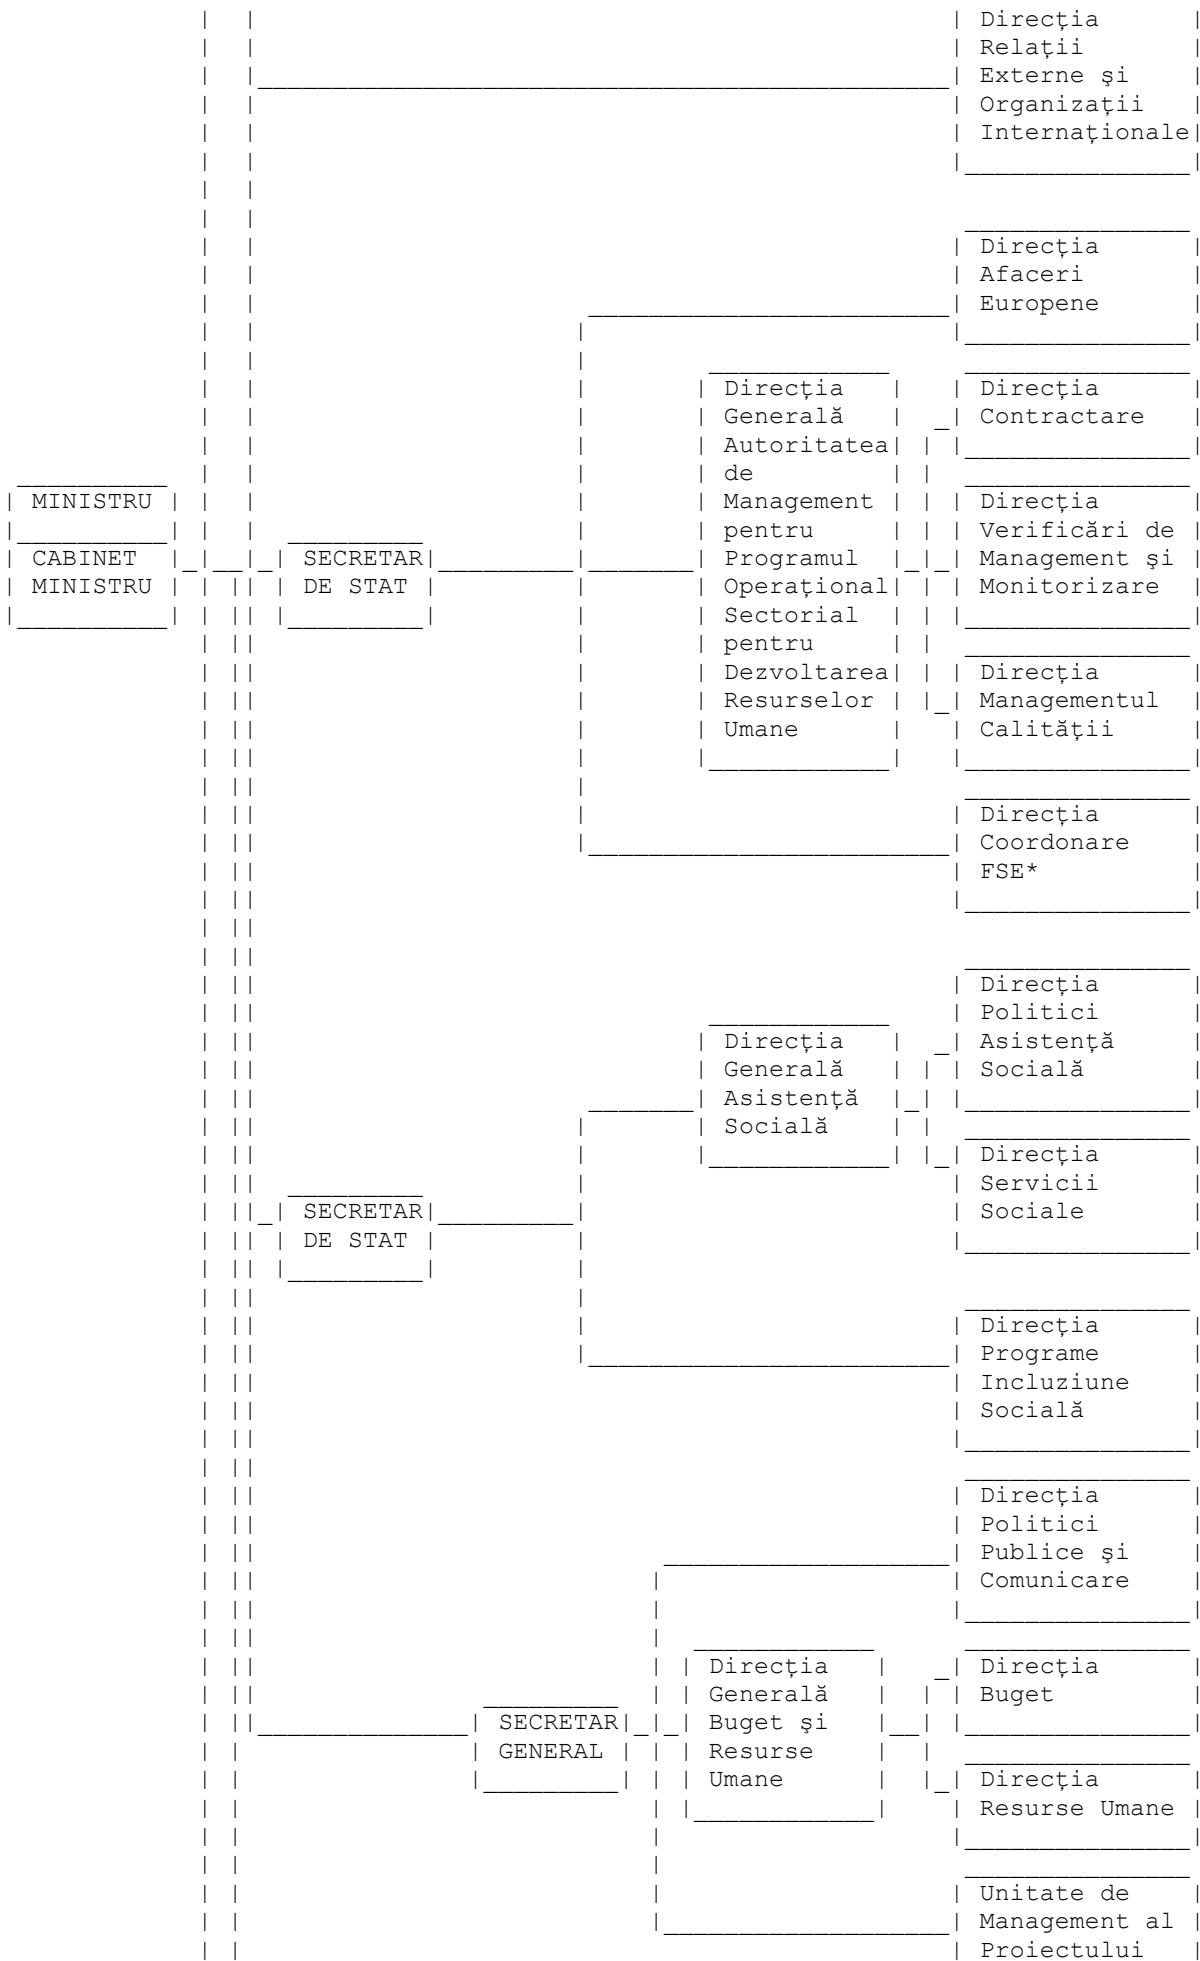 Direcţia
Relaţii
Externe şi
Organizaţii
Internaţionale
Direcţia
Afaceri
Europene
Direcţia
Generală
Autoritatea
de
Management
pentru
Programul
Operaţional
Sectorial
pentru
Dezvoltarea
Resurselor
Umane
Direcţia
Contractare
MINISTRU
CABINET
MINISTRU
SECRETAR
DE STAT
Direcţia
Verificări de
Management şi
Monitorizare
Direcţia
Managementul
Calităţii
Direcţia
Coordonare
FSE*
Direcţia
Politici
Asistenţă
Socială
Direcţia
Generală
Asistenţă
Socială
Direcţia
Servicii
Sociale
SECRETAR
DE STAT
Direcţia
Programe
Incluziune
Socială
Direcţia
Politici
Publice şi
Comunicare
SECRETAR
GENERAL
Direcţia
Generală
Buget şi
Resurse
Umane
Direcţia
Buget
Direcţia
Resurse Umane
Unitate de
Management al
Proiectului